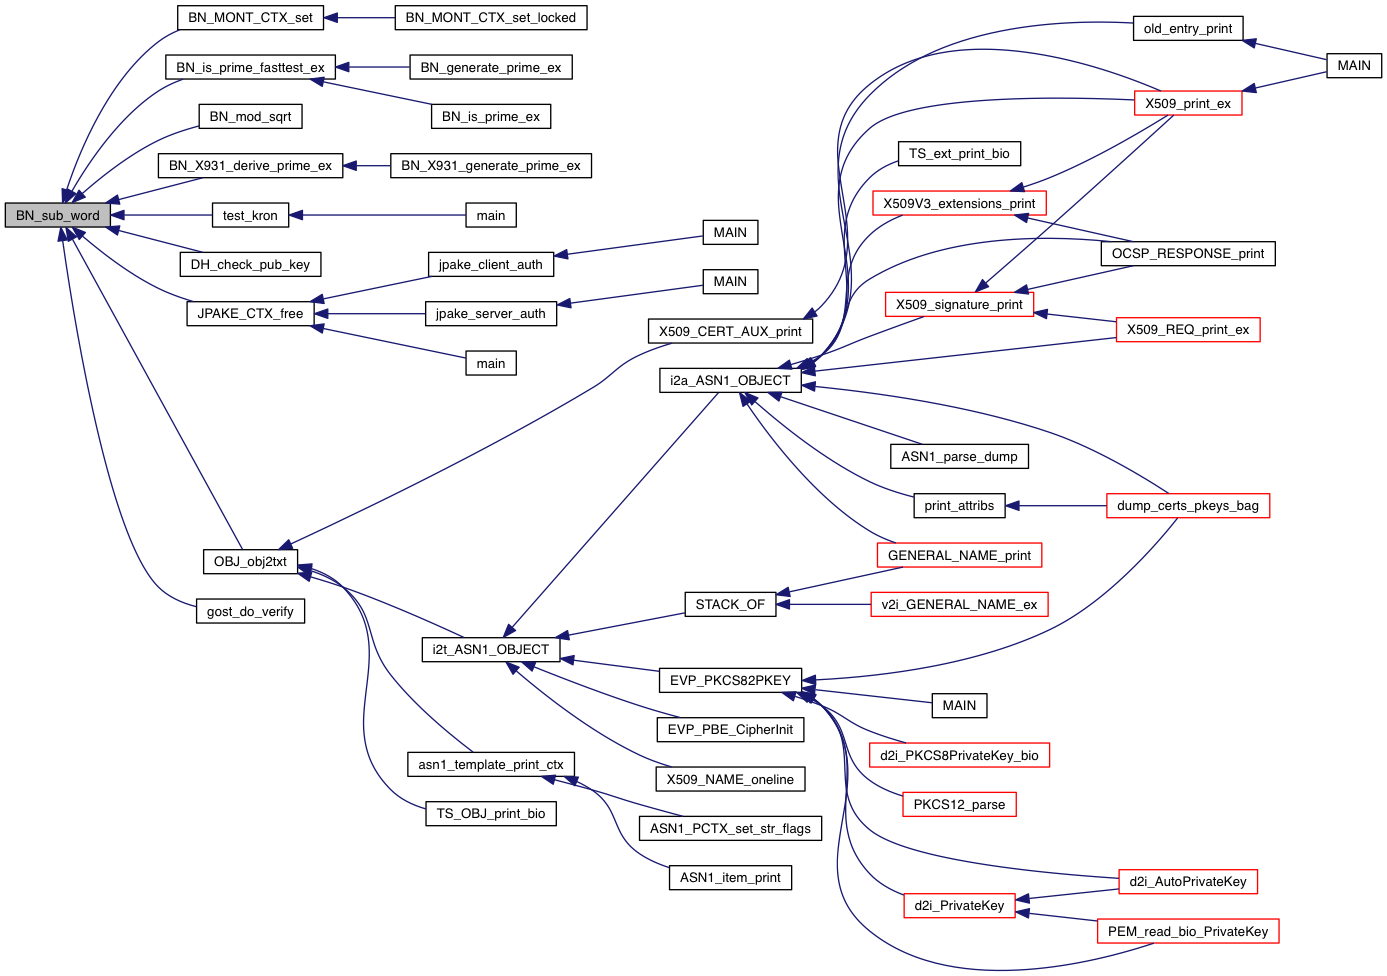 BN_sub_word
BN_MONT_CTX_set
BN_MONT_CTX_set_locked
BN_is_prime_fasttest_ex
BN_generate_prime_ex
BN_is_prime_ex
BN_mod_sqrt
BN_X931_derive_prime_ex
BN_X931_generate_prime_ex
test_kron
main
DH_check_pub_key
JPAKE_CTX_free
jpake_client_auth
MAIN
jpake_server_auth
MAIN
main
OBJ_obj2txt
gost_do_verify
X509_CERT_AUX_print
i2a_ASN1_OBJECT
i2t_ASN1_OBJECT
STACK_OF
EVP_PKCS82PKEY
EVP_PBE_CipherInit
X509_NAME_oneline
asn1_template_print_ctx
TS_OBJ_print_bio
ASN1_PCTX_set_str_flags
ASN1_item_print
old_entry_print
MAIN
X509_print_ex
TS_ext_print_bio
X509V3_extensions_print
OCSP_RESPONSE_print
X509_signature_print
X509_REQ_print_ex
ASN1_parse_dump
print_attribs
dump_certs_pkeys_bag
GENERAL_NAME_print
v2i_GENERAL_NAME_ex
MAIN
d2i_PKCS8PrivateKey_bio
PKCS12_parse
d2i_AutoPrivateKey
d2i_PrivateKey
PEM_read_bio_PrivateKey